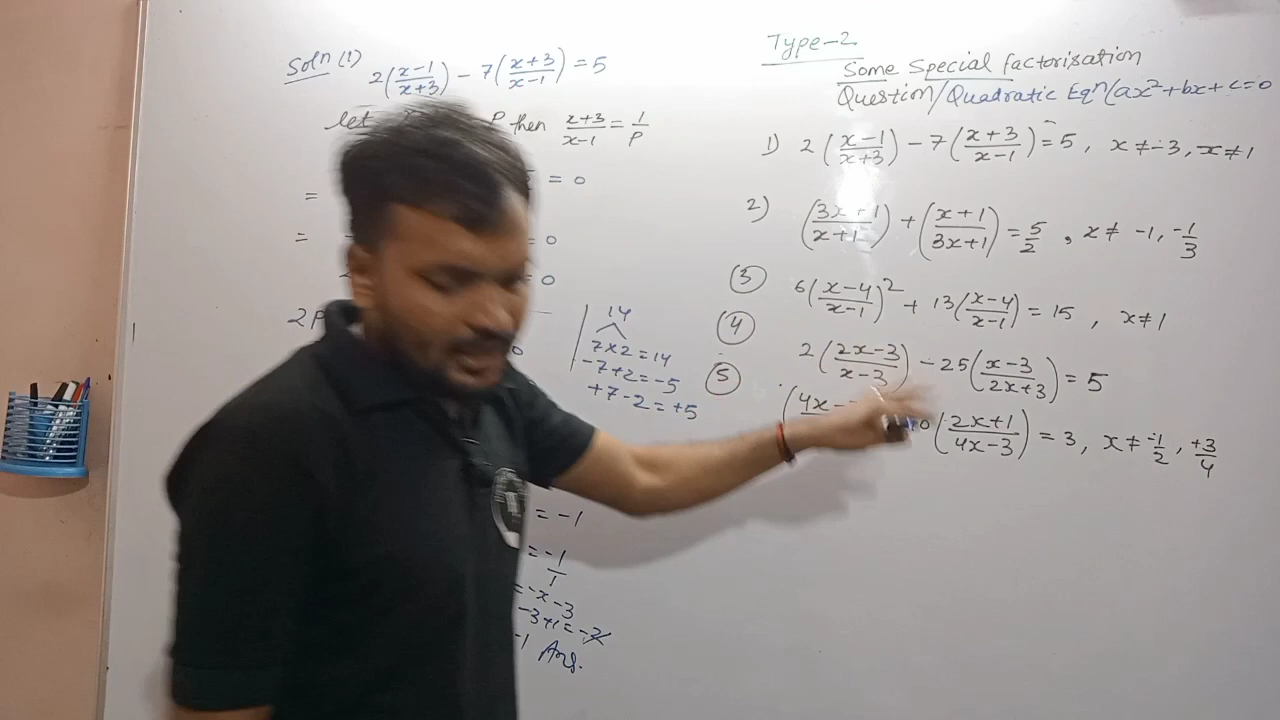 Soln (1) 2(x-1/x+3) - 7(x+3/x-1) = 5
let P then x+3/x-1 = 1/P
= = 0
= = 0
= 0
2P
14
7x2=14
-7+2=-5
+7-2=+5
= -1
= -1/1
= -x-3
-3+1=-2
-1 Ans.
Type-2
Some Special factorisation
Question/Quadratic Eqn(ax²+bx+c=0
1) 2(x-1/x+3) - 7(x+3/x-1) = 5, x≠-3, x≠1
2) (3x+1/x+1) + (x+1/3x+1) = 5/2, x≠ -1, -1/3
(3) 6(x-4/x-1)² + 13(x-4/x-1) = 15, x≠1
(4) 2(2x-3/x-3) - 25(x-3/2x+3) = 5
(5) (4x- 0(2x+1/4x-3) = 3, x≠ -1/2, +3/4